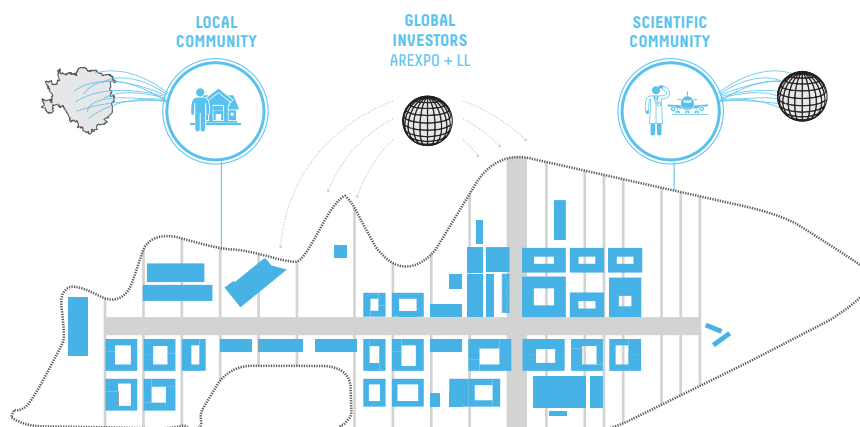 LOCAL
COMMUNITY
GLOBAL
INVESTORS
AREXPO + LL
SCIENTIFIC
COMMUNITY